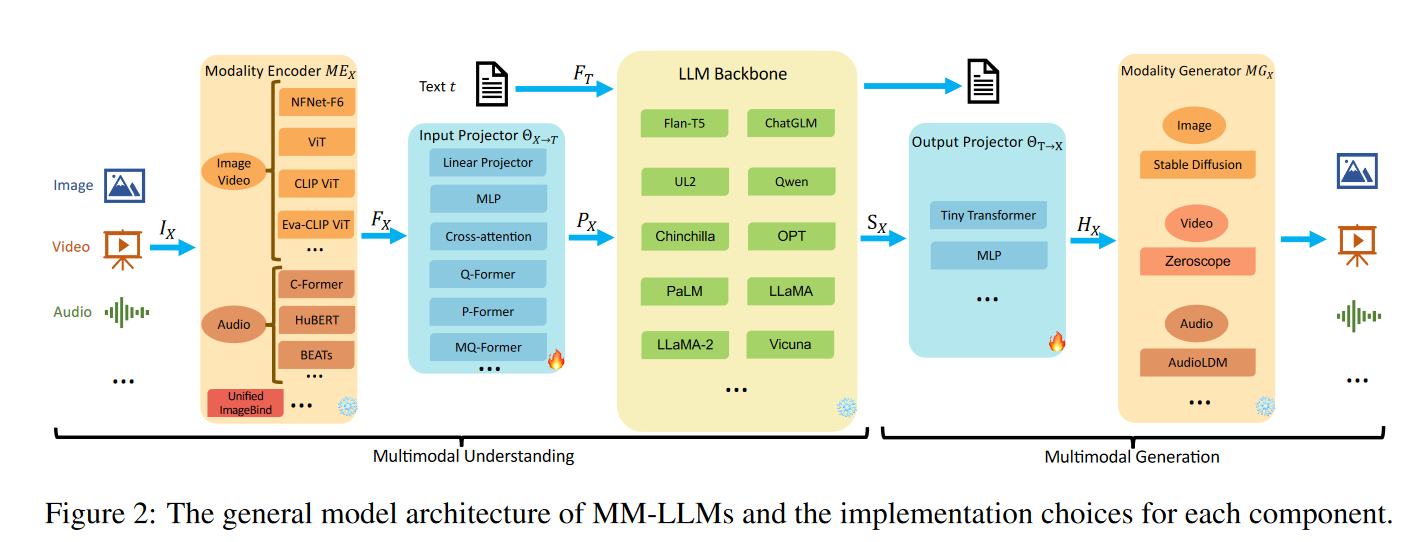 Modality Encoder ME_X
NFNet-F6
ViT
Image
Video
CLIP ViT
Eva-CLIP ViT
...
C-Former
Audio
HuBERT
BEATs
...
Unified
ImageBind
...
Image
Video
Audio
...
I_X
F_X
Text t
F_T
Input Projector Θ_X→T
Linear Projector
MLP
Cross-attention
Q-Former
P-Former
MQ-Former
...
P_X
LLM Backbone
Flan-T5
ChatGLM
UL2
Qwen
Chinchilla
OPT
PaLM
LLaMA
LLaMA-2
Vicuna
...
S_X
Output Projector Θ_T→X
Tiny Transformer
MLP
...
H_X
Modality Generator MG_X
Image
Stable Diffusion
Video
Zeroscope
Audio
AudioLDM
...
...
Multimodal Understanding
Multimodal Generation
Figure 2: The general model architecture of MM-LLMs and the implementation choices for each component.